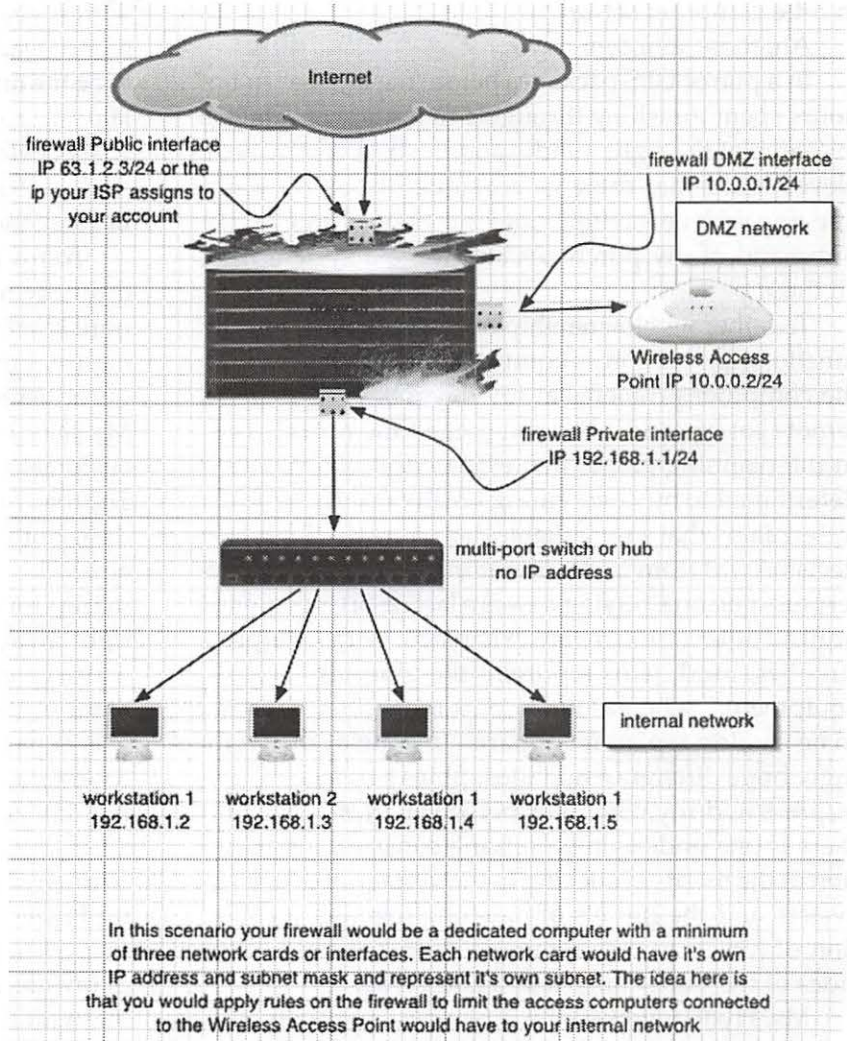 Internet
firewall Public interface
IP 63.1.2.3/24 or the
ip your ISP assigns to
your account
firewall DMZ interface
IP 10.0.0.1/24
DMZ network
Wireless Access
Point IP 10.0.0.2/24
firewall Private interface
IP 192.168.1.1/24
multi-port switch or hub
no IP address
internal network
workstation 1
192.168.1.2
workstation 2
192.168.1.3
workstation 1
192.168.1.4
workstation 1
192.168.1.5
In this scenario your firewall would be a dedicated computer with a minimum
of three network cards or interfaces. Each network card would have it's own
IP address and subnet mask and represent it's own subnet. The idea here is
that you would apply rules on the firewall to limit the access computers connected
to the Wireless Access Point would have to your internal network